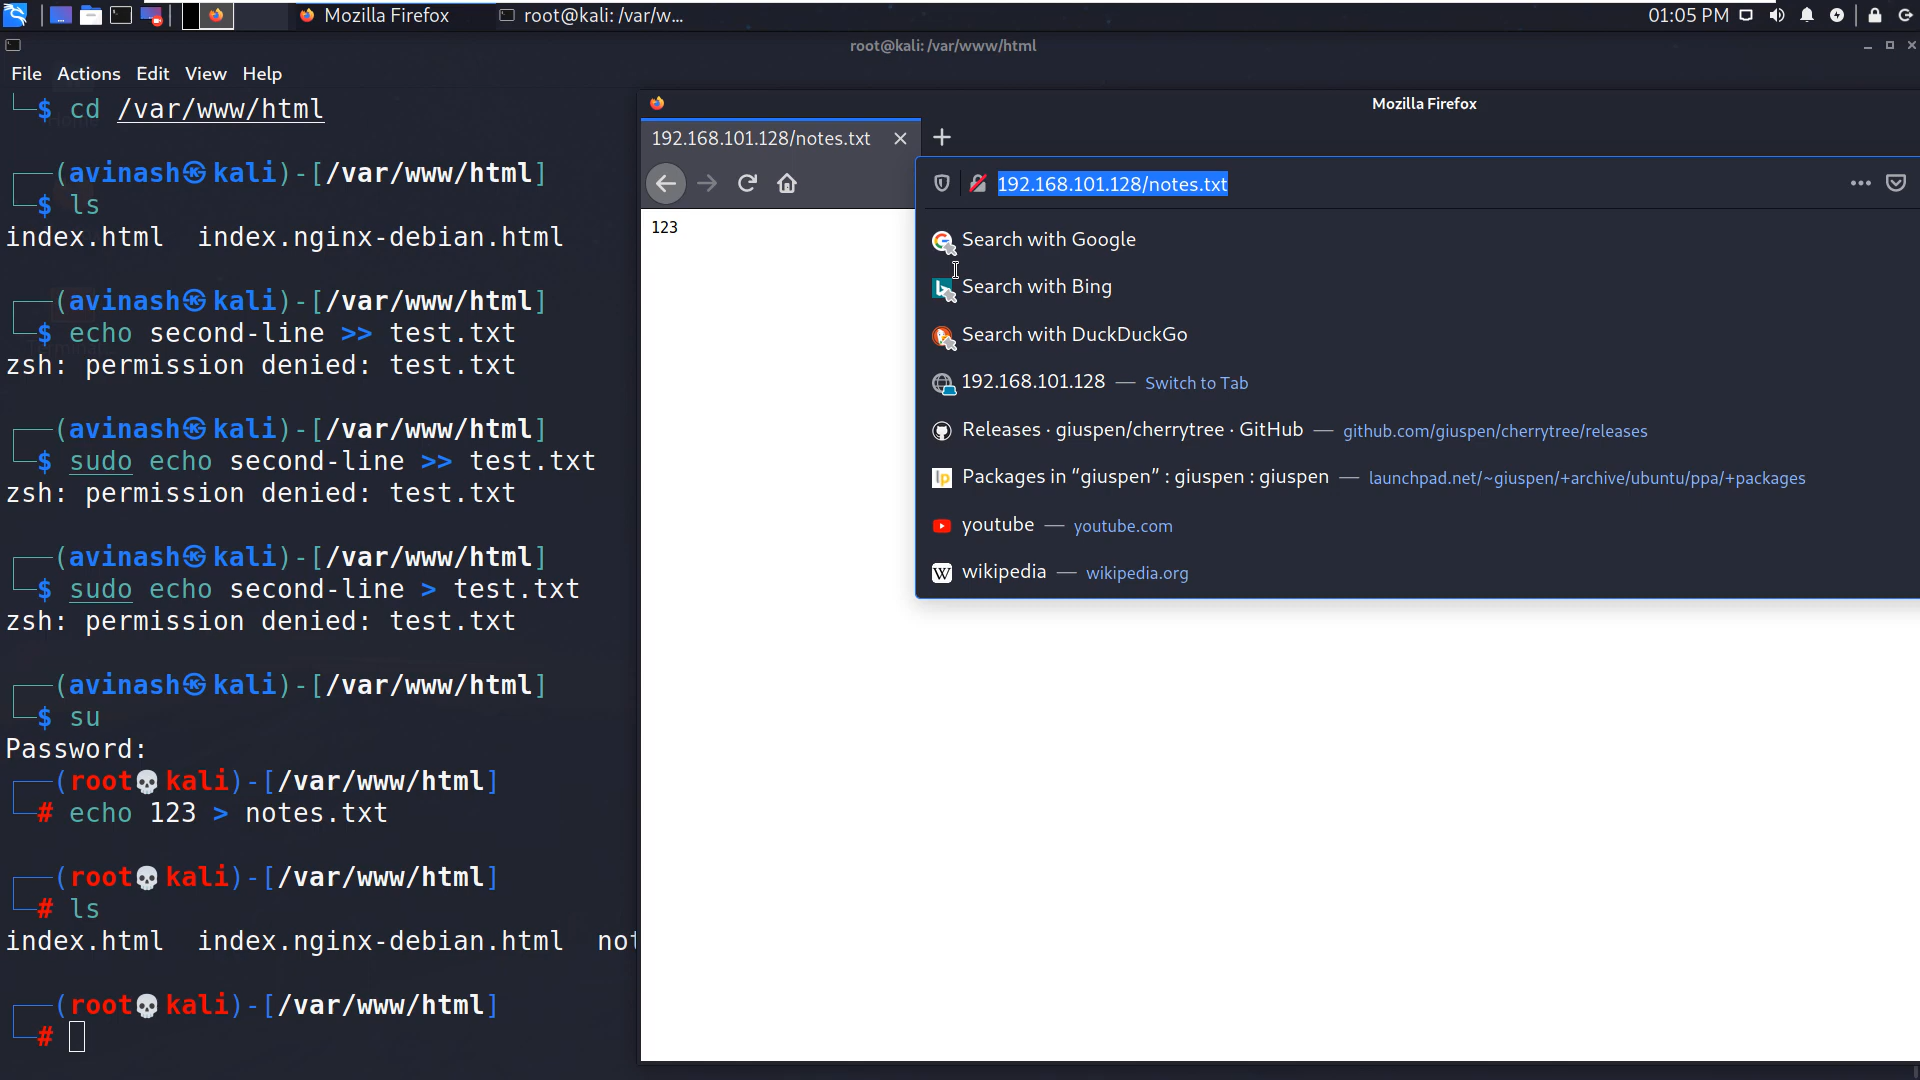 Mozilla Firefox
root@kali: /var/w...
01:05 PM
root@kali: /var/www/html
File Actions Edit View Help
$ cd /var/www/html
(avinash㉿kali)-[/var/www/html]
$ ls
index.html index.nginx-debian.html
(avinash㉿kali)-[/var/www/html]
$ echo second-line >> test.txt
zsh: permission denied: test.txt
(avinash㉿kali)-[/var/www/html]
$ sudo echo second-line >> test.txt
zsh: permission denied: test.txt
(avinash㉿kali)-[/var/www/html]
$ sudo echo second-line > test.txt
zsh: permission denied: test.txt
(avinash㉿kali)-[/var/www/html]
$ su
Password:
(root💀kali)-[/var/www/html]
# echo 123 > notes.txt
(root💀kali)-[/var/www/html]
# ls
index.html index.nginx-debian.html not
(root💀kali)-[/var/www/html]
#
Mozilla Firefox
192.168.101.128/notes.txt
192.168.101.128/notes.txt
123
Search with Google
Search with Bing
Search with DuckDuckGo
192.168.101.128 — Switch to Tab
Releases · giuspen/cherrytree · GitHub — github.com/giuspen/cherrytree/releases
Packages in “giuspen” : giuspen : giuspen — launchpad.net/~giuspen/+archive/ubuntu/ppa/+packages
youtube — youtube.com
wikipedia — wikipedia.org